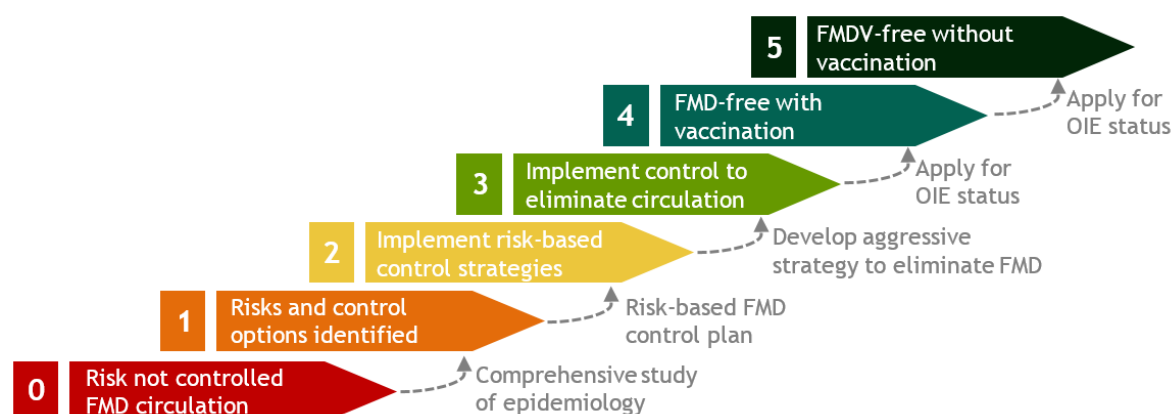 5
FMDV-free without
vaccination
Apply for
OIE status
4
FMD-free with
vaccination
Apply for
OIE status
3
Implement control to
eliminate circulation
Develop aggressive
strategy to eliminate FMD
2
Implement risk-based
control strategies
Risk-based FMD
control plan
1
Risks and control
options identified
Comprehensive study
of epidemiology
0
Risk not controlled
FMD circulation